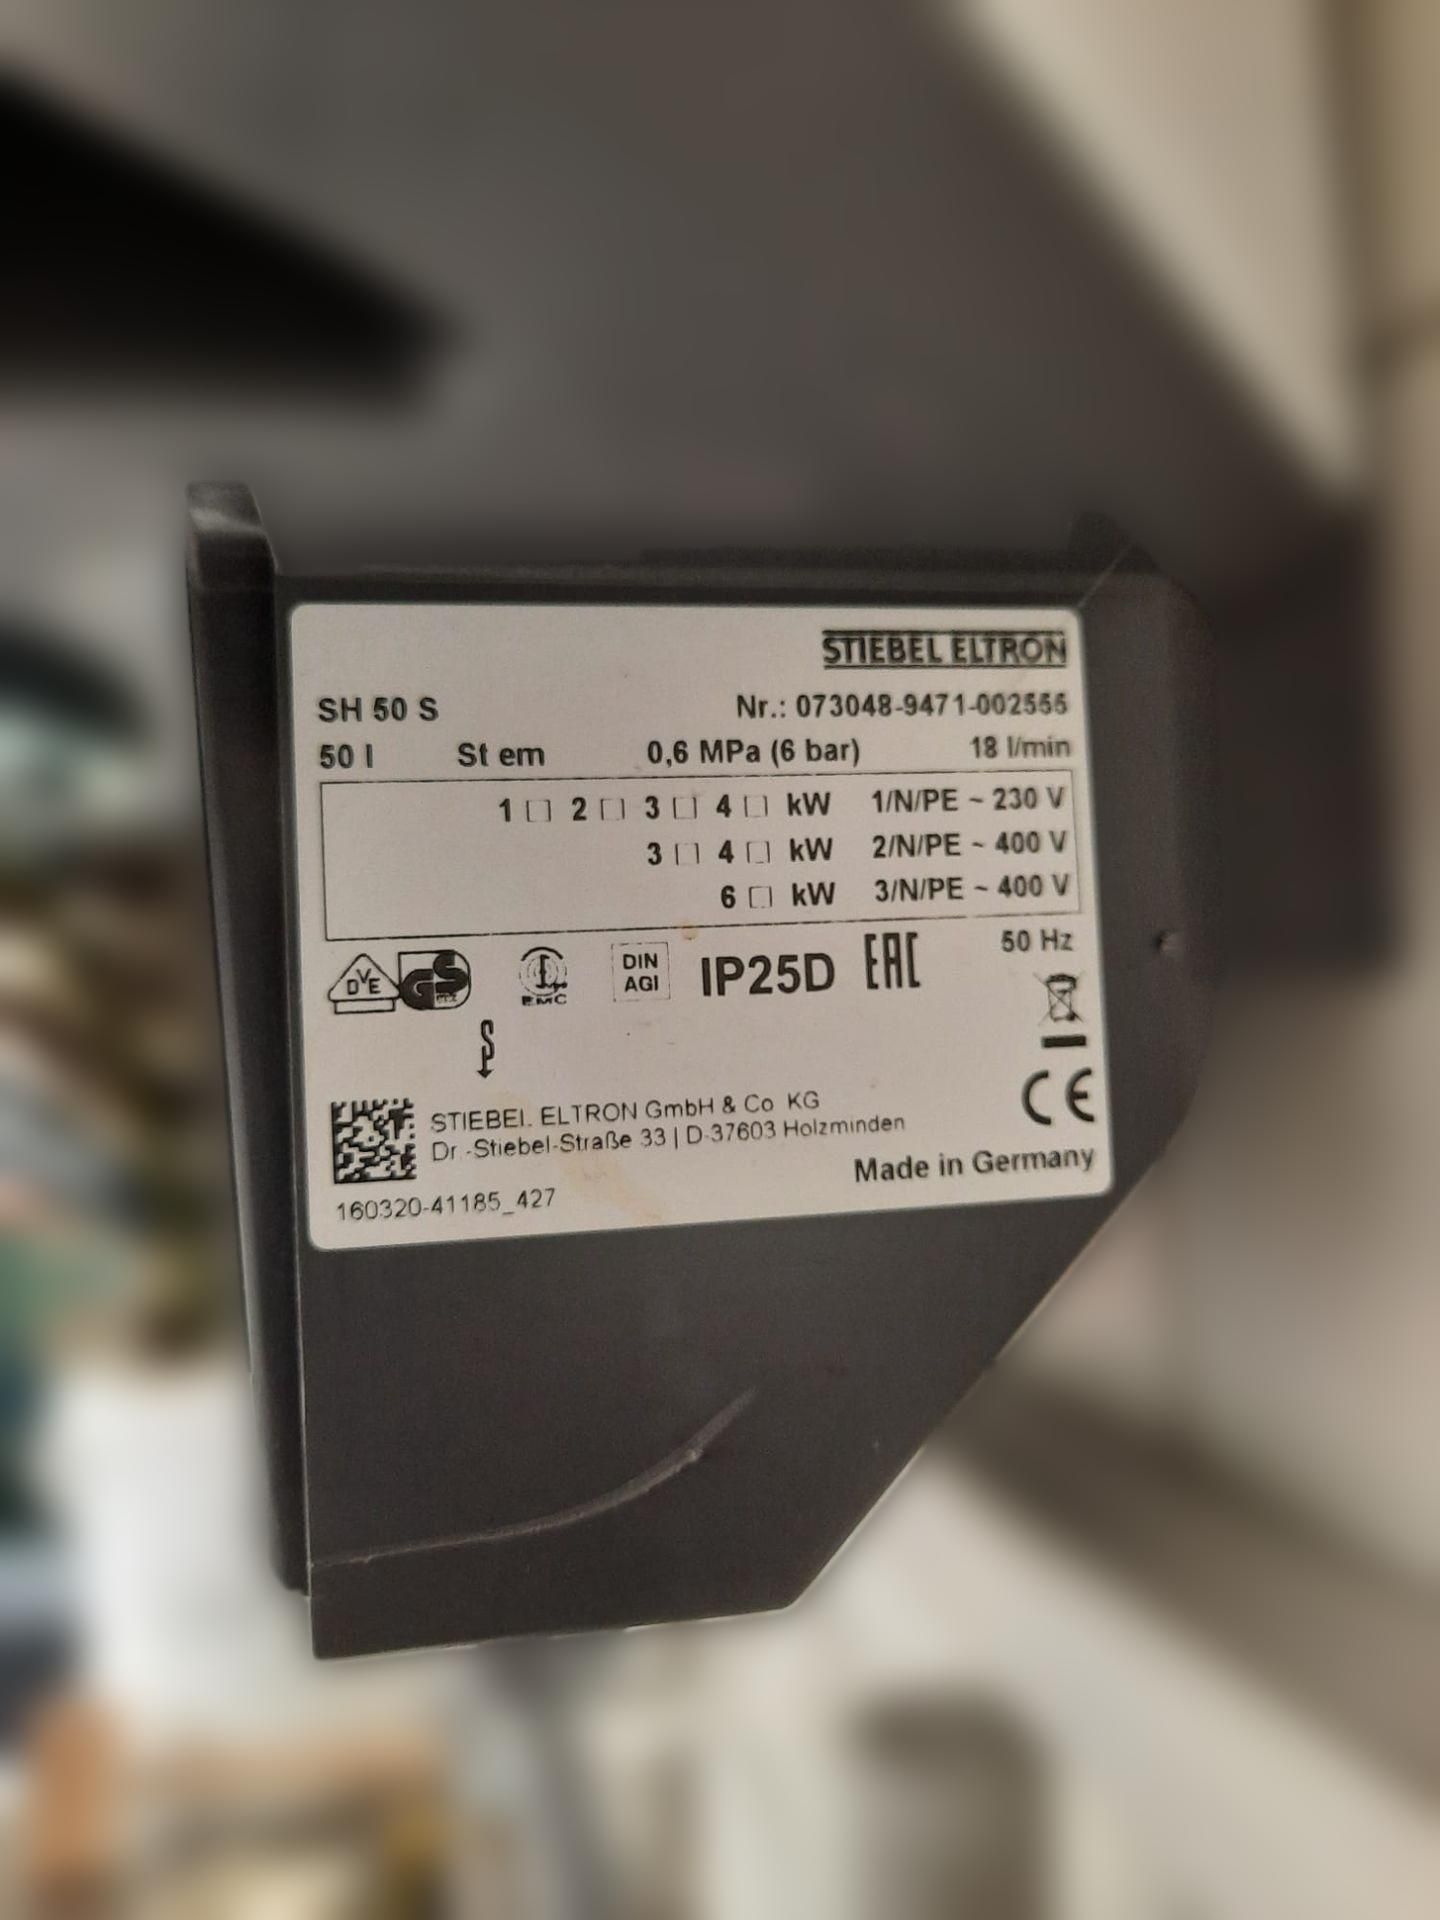 STIEBEL ELTRON
SH 50 S Nr.: 073048-9471-002555
50 l St em 0,6 MPa (6 bar) 18 l/min
1 □ 2 □ 3 □ 4 □ kW 1/N/PE ~ 230 V
3 □ 4 □ kW 2/N/PE ~ 400 V
6 □ kW 3/N/PE ~ 400 V
50 Hz
DVE GS EMC DIN AGI IP25D EAC
CE
STIEBEL ELTRON GmbH & Co KG
Dr.-Stiebel-Straße 33 | D-37603 Holzminden
Made in Germany
160320-41185_427